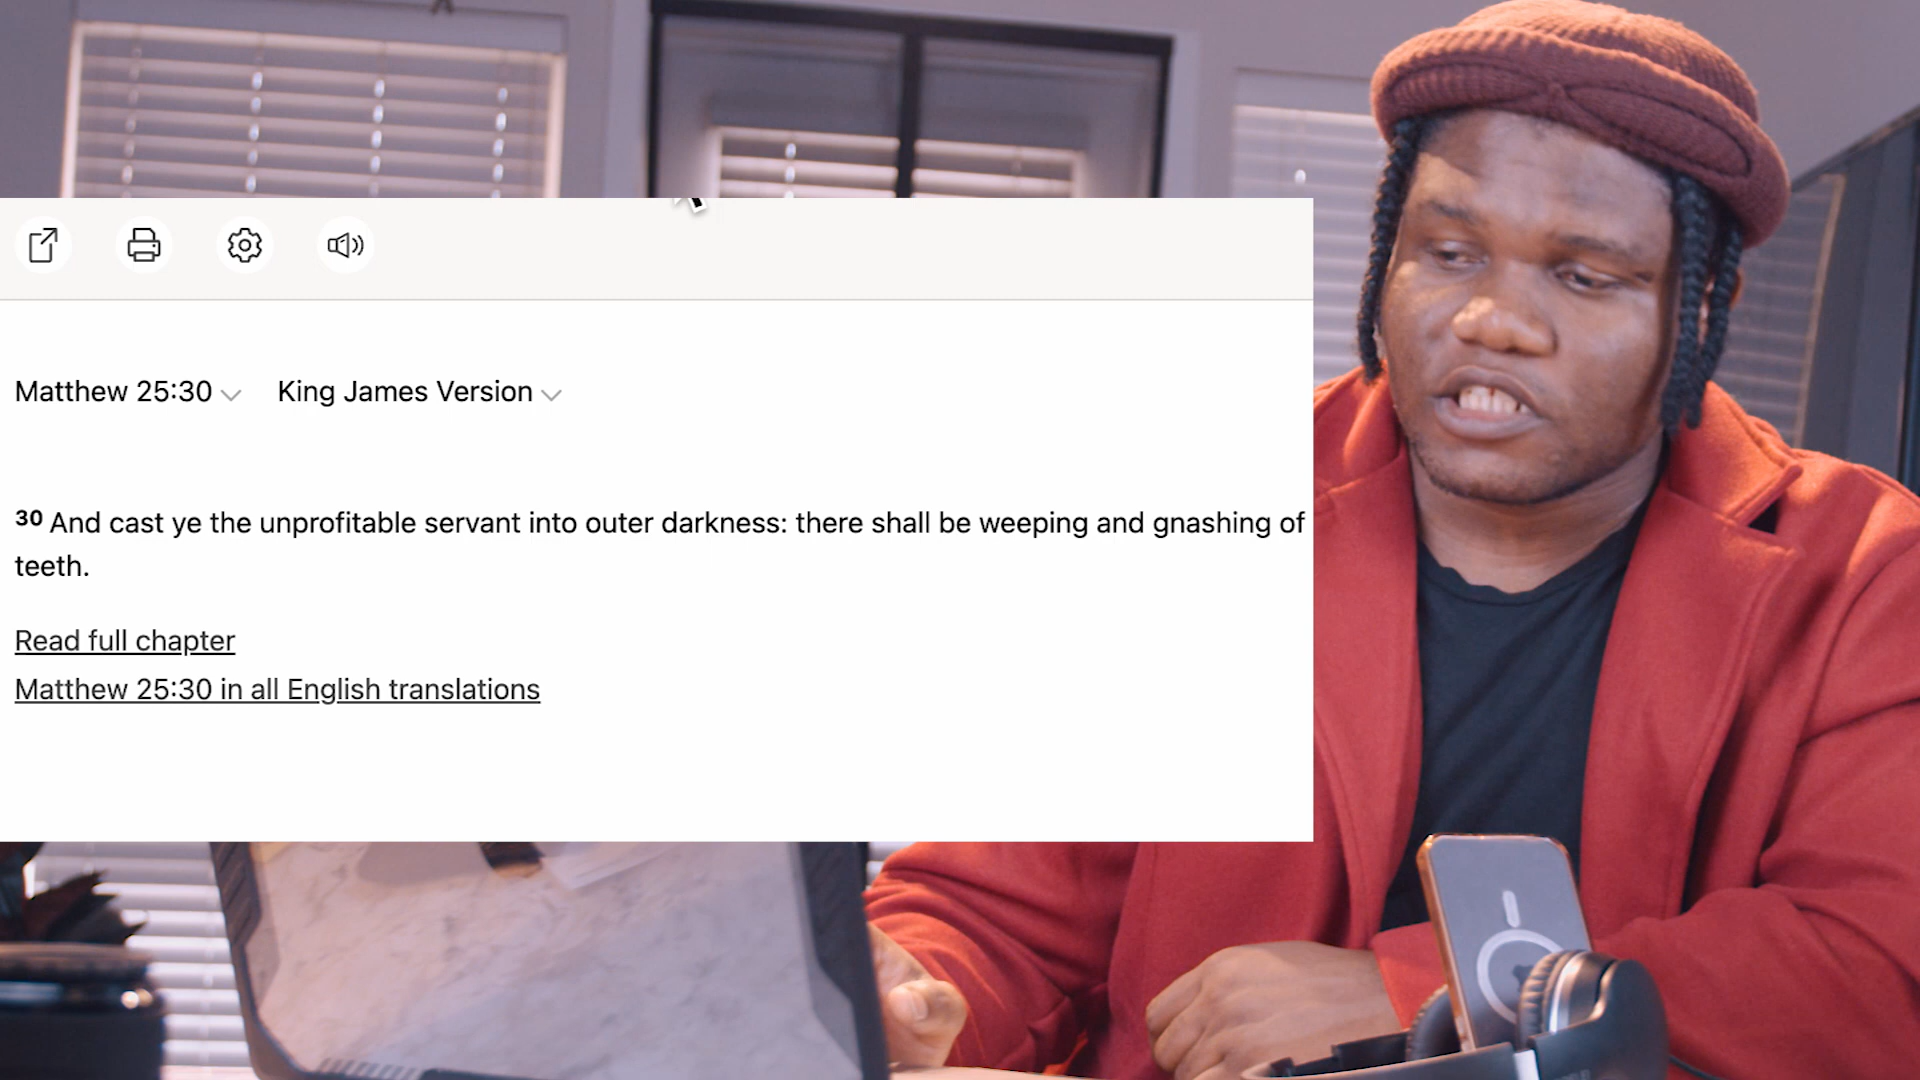 Matthew 25:30 King James Version
30 And cast ye the unprofitable servant into outer darkness: there shall be weeping and gnashing of
teeth.
Read full chapter
Matthew 25:30 in all English translations